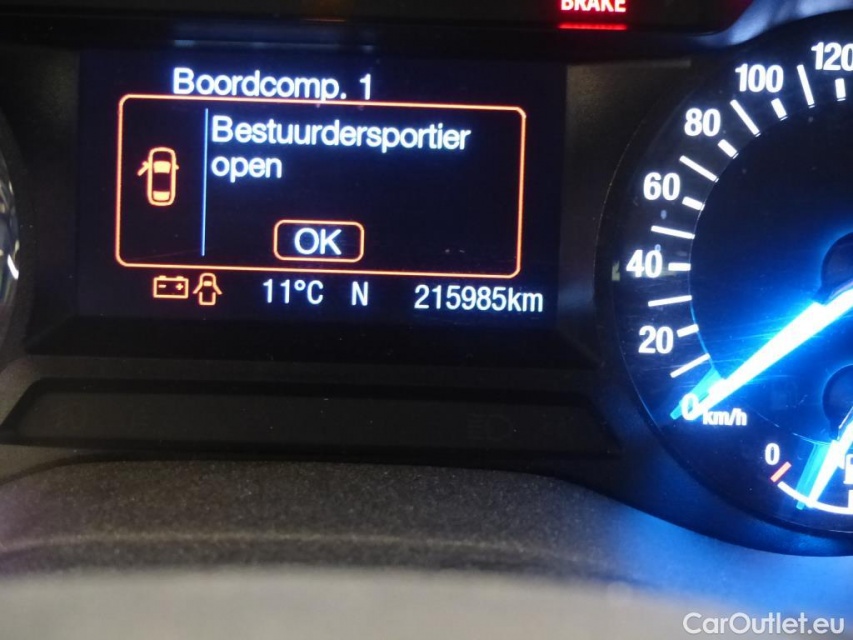 BRAKE
Boordcomp. 1
Bestuurdersportier
open
OK
11°C N 215985km
120
100
80
60
40
20
0 km/h
0
CarOutlet.eu